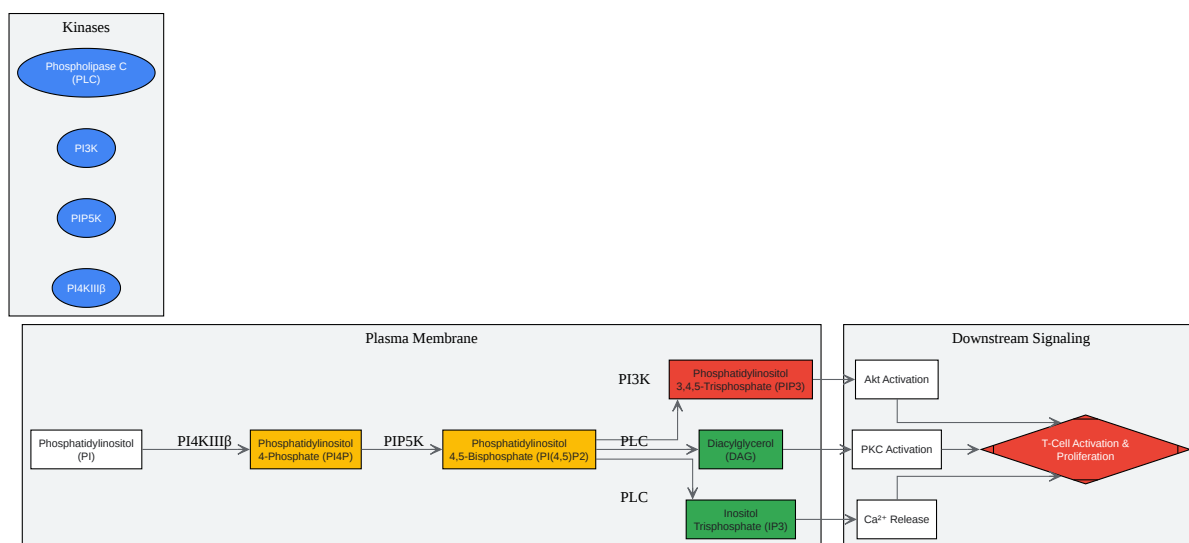 Kinases
Phospholipase C
(PLC)
PI3K
PIP5K
PI4KIIIβ
Plasma Membrane
Downstream Signaling
PI3K
Phosphatidylinositol
3,4,5-Trisphosphate (PIP3)
Akt Activation
Phosphatidylinositol
(PI)
PI4KIIIβ
Phosphatidylinositol
4-Phosphate (PI4P)
PIP5K
Phosphatidylinositol
4,5-Bisphosphate (PI(4,5)P2)
PLC
Diacylglycerol
(DAG)
PKC Activation
T-Cell Activation &
Proliferation
PLC
Inositol
Trisphosphate (IP3)
Ca²⁺ Release